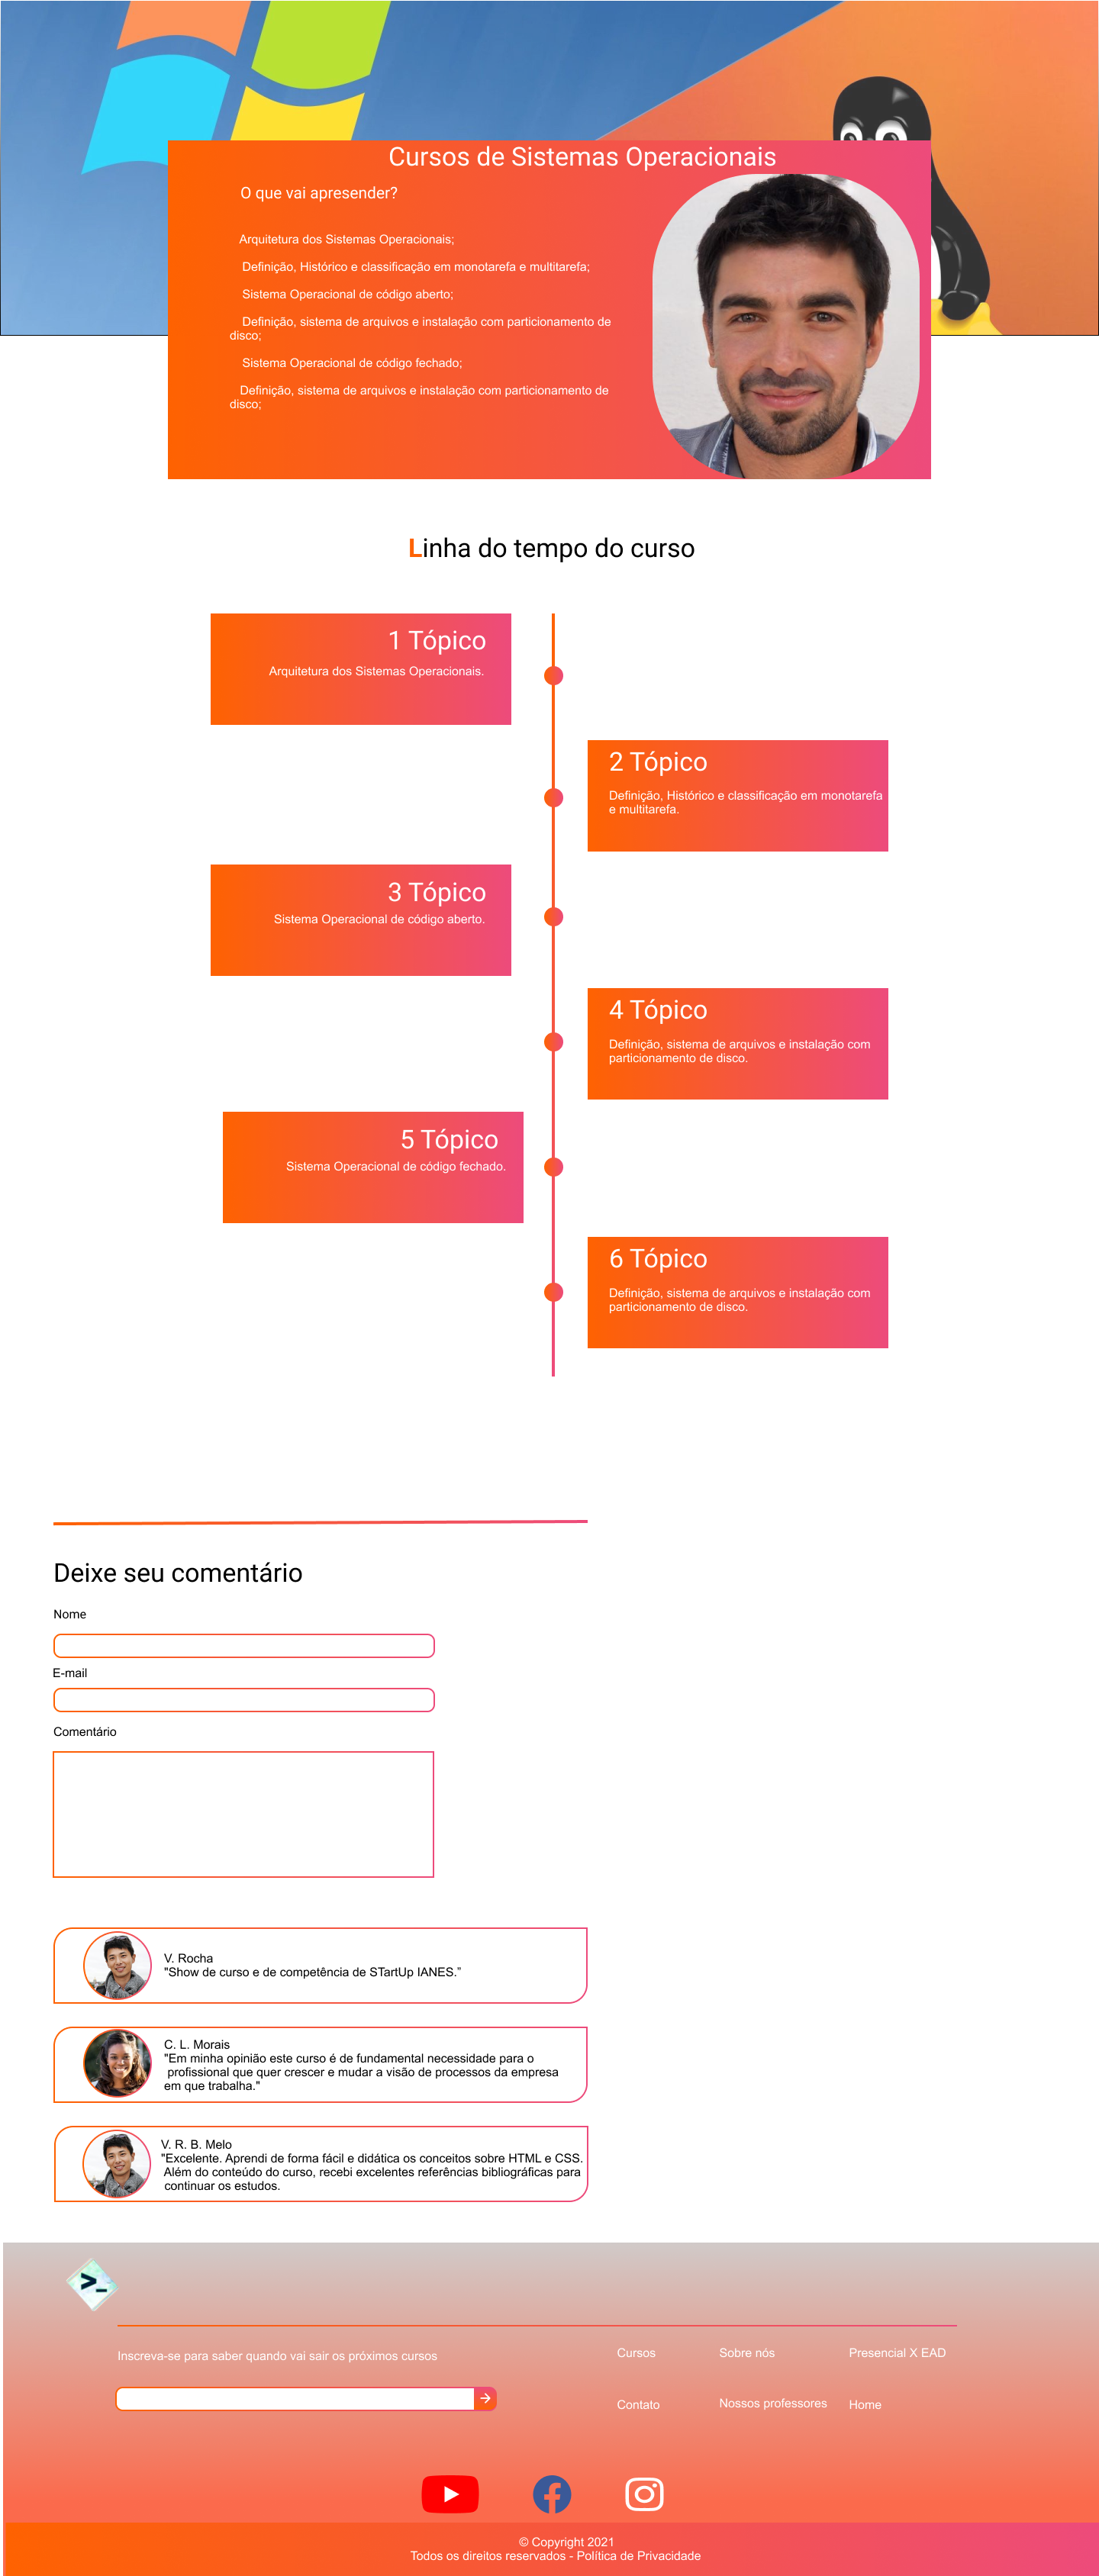 Cursos de Sistemas Operacionais
O que vai apresender?
Arquitetura dos Sistemas Operacionais;
Definição, Histórico e classificação em monotarefa e multitarefa;
Sistema Operacional de código aberto;
Definição, sistema de arquivos e instalação com particionamento de
disco;
Sistema Operacional de código fechado;
Definição, sistema de arquivos e instalação com particionamento de
disco;
Linha do tempo do curso
1 Tópico
Arquitetura dos Sistemas Operacionais.
2 Tópico
Definição, Histórico e classificação em monotarefa
e multitarefa.
3 Tópico
Sistema Operacional de código aberto.
4 Tópico
Definição, sistema de arquivos e instalação com
particionamento de disco.
5 Tópico
Sistema Operacional de código fechado.
6 Tópico
Definição, sistema de arquivos e instalação com
particionamento de disco.
Deixe seu comentário
Nome
E-mail
Comentário
V. Rocha
"Show de curso e de competência de STartUp IANES."
C. L. Morais
"Em minha opinião este curso é de fundamental necessidade para o
profissional que quer crescer e mudar a visão de processos da empresa
em que trabalha."
V. R. B. Melo
"Excelente. Aprendi de forma fácil e didática os conceitos sobre HTML e CSS.
Além do conteúdo do curso, recebi excelentes referências bibliográficas para
continuar os estudos.
>_
Inscreva-se para saber quando vai sair os próximos cursos
Cursos
Sobre nós
Presencial X EAD
Contato
Nossos professores
Home
© Copyright 2021
Todos os direitos reservados - Política de Privacidade